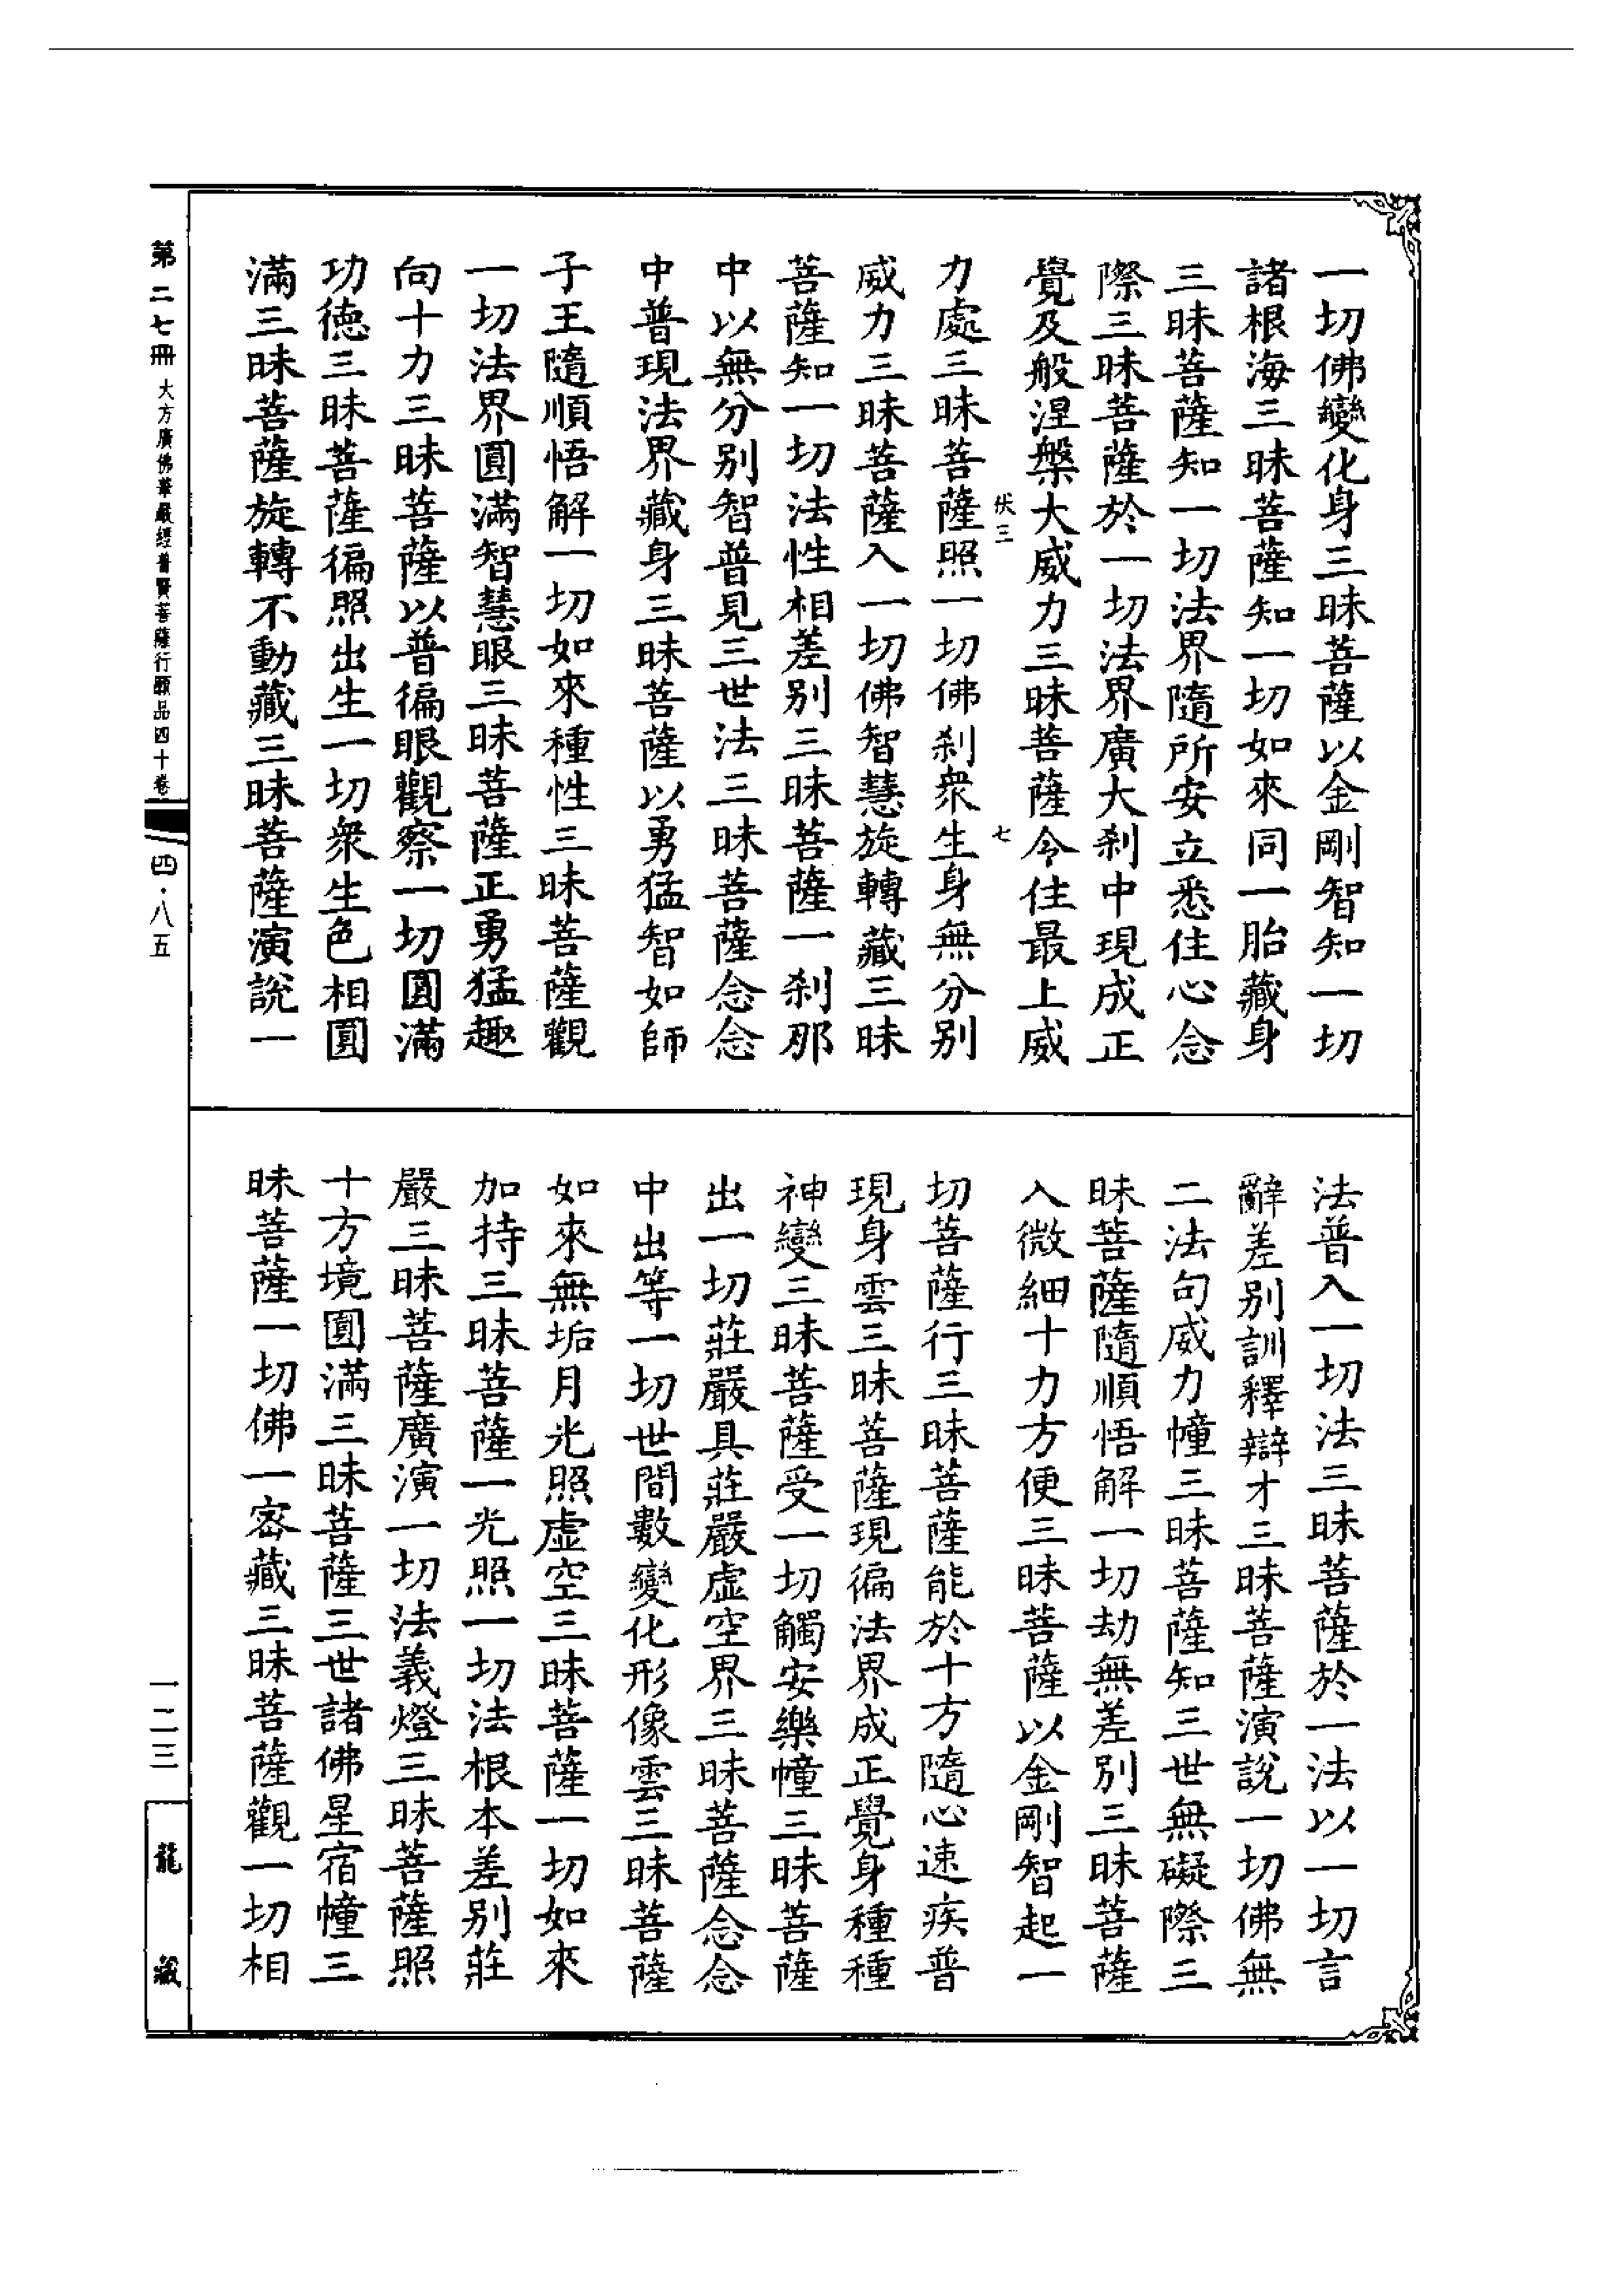 一切佛變化身三昧菩薩以金剛智知一切
諸根海三昧菩薩知一切如來同一胎藏身
三昧菩薩知一切法界隨所安立悉住心念
際三昧菩薩於一切法界廣大刹中現成正
覺及般涅槃大威力三昧菩薩今住最上威
伏三
七
力處三昧菩薩照一切佛刹衆生身無分别
威力三昧菩薩入一切佛智慧旋轉藏三昧
菩薩知一切法性相差别三昧菩薩一刹那
中以無分别智普見三世法三昧菩薩念念
中普現法界藏身三昧菩薩以勇猛智如師
子王隨順悟解一切如來種性三昧菩薩觀
一切法界圓滿智慧眼三昧菩薩正勇猛趣
向十力三昧菩薩以普徧眼觀察一切圓滿
功德三昧菩薩徧照出生一切衆生色相圓
滿三昧菩薩旋轉不動藏三昧菩薩演說一
法普入一切法三昧菩薩於一法以一切言
辭差别訓釋辯才三昧菩薩演說一切佛無
二法句威力幢三昧菩薩知三世無礙際三
昧菩薩隨順悟解一切劫無差别三昧菩薩
入微細十力方便三昧菩薩以金剛智起一
切菩薩行三昧菩薩能於十方隨心速疾普
現身雲三昧菩薩現徧法界成正覺身種種
神變三昧菩薩受一切觸安樂幢三昧菩薩
出一切莊嚴具莊嚴虛空界三昧菩薩念念
中出等一切世間數變化形像雲三昧菩薩
如來無垢月光照虛空三昧菩薩一切如來
加持三昧菩薩一光照一切法根本差别莊
嚴三昧菩薩廣演一切法義燈三昧菩薩照
十方境圓滿三昧菩薩三世諸佛星宿幢三
昧菩薩一切佛一密藏三昧菩薩觀一切相
第二七冊 大方廣佛華嚴經普賢菩薩行願品四十卷 四·八五
一二三
龍藏